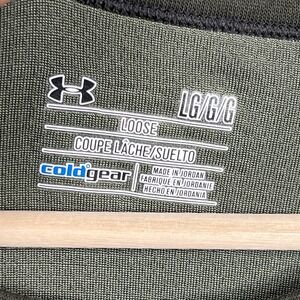 LG/G/G
LOOSE
COUPE LÂCHE/SUELTO
coldgear
MADE IN JORDAN
FABRIQUÉ EN JORDANIE
HECHO EN JORDANIA